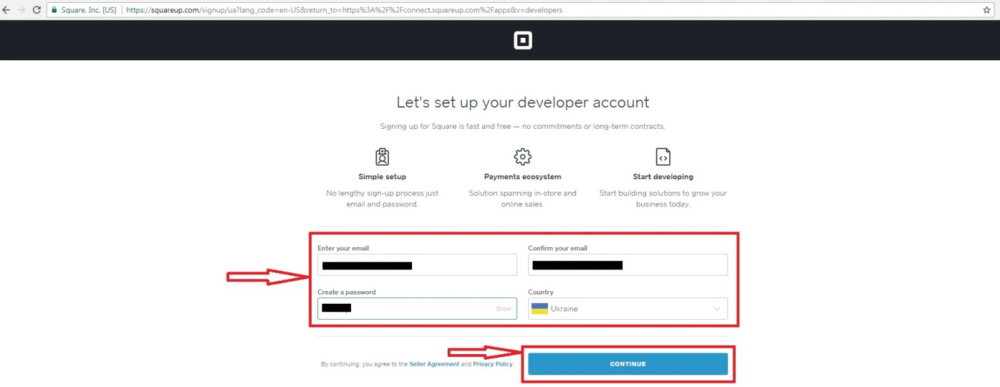 Square, Inc. [US] | https://squareup.com/signup/ua?lang_code=en-US&return_to=https%3A%2F%2Fconnect.squareup.com%2Fapps&v=developers
Let's set up your developer account
Signing up for Square is fast and free — no commitments or long-term contracts.
Simple setup
No lengthy sign-up process just
email and password.
Payments ecosystem
Solution spanning in-store and
online sales.
Start developing
Start building solutions to grow your
business today.
Enter your email
Confirm your email
Create a password
Show
Country
Ukraine
By continuing, you agree to the Seller Agreement and Privacy Policy.
CONTINUE